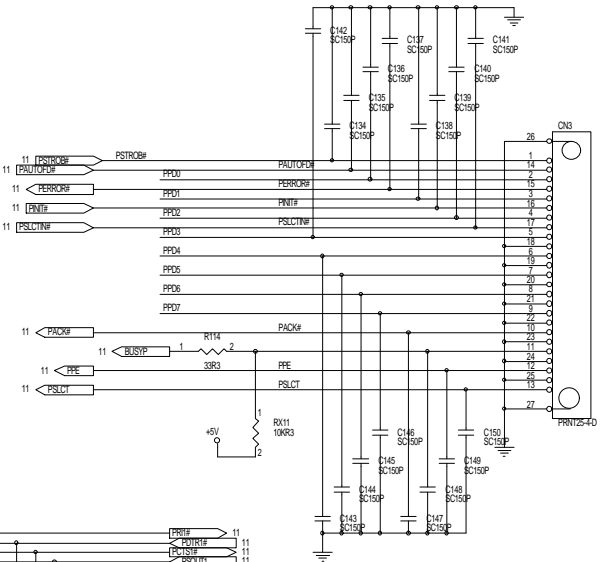 C142
SC150P
C137
SC150P
C141
SC150P
C136
SC150P
C140
SC150P
C135
SC150P
C139
SC150P
C134
SC150P
C138
SC150P
CN3
26
11 PSTROB# PSTROB# 1
11 PAUTOFD# PAUTOFD# 14
PPD0 2
11 PERROR# PERROR# 15
PPD1 3
11 PINIT# PINIT# 16
PPD2 4
11 PSLCTIN# PSLCTIN# 17
PPD3 5
18
PPD4 6
19
PPD5 7
20
PPD6 8
21
PPD7 9
22
11 PACK# PACK# 10
23
R114
11 BUSYP 1 2 11
33R3
24
11 PPE PPE 12
25
11 PSLCT PSLCT 13
27
PRNT25-4-D
1
RX11
10KR3
2
+5V
C146
SC150P
C150
SC150P
C145
SC150P
C149
SC150P
C144
SC150P
C148
SC150P
C143
SC150P
C147
SC150P
PRI1# 11
PDTR1# 11
PCTS1# 11
PSOUT1 11